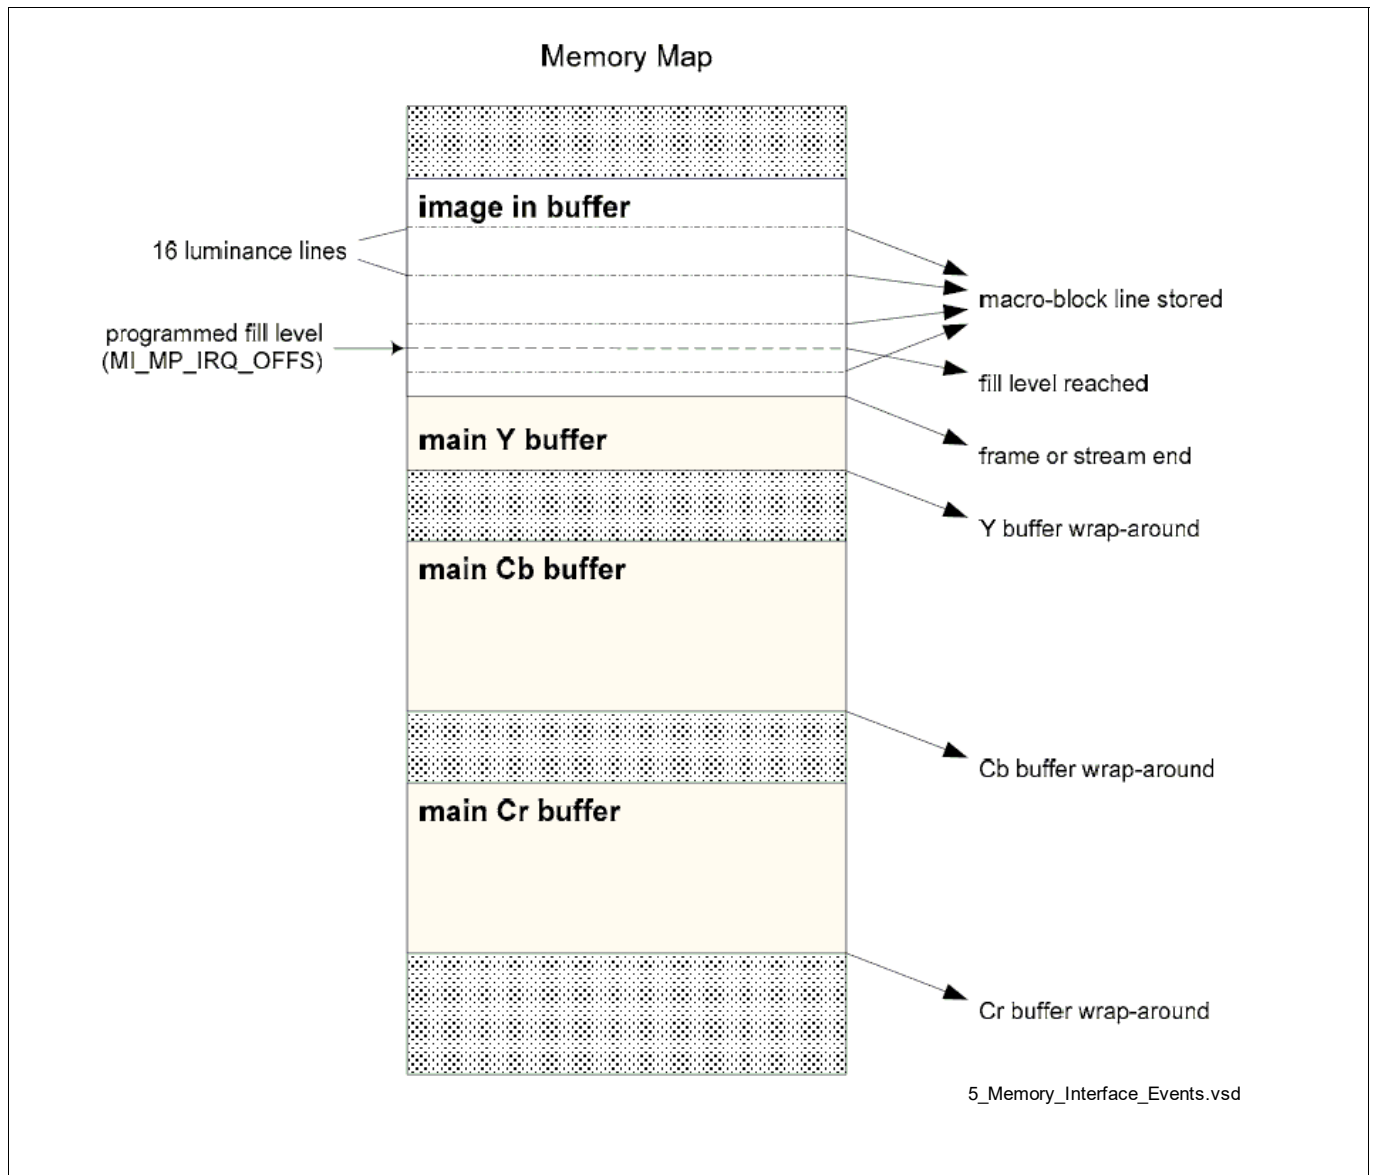 Memory Map
image in buffer
16 luminance lines
macro-block line stored
programmed fill level
(MI_MP_IRQ_OFFS)
fill level reached
main Y buffer
frame or stream end
Y buffer wrap-around
main Cb buffer
Cb buffer wrap-around
main Cr buffer
Cr buffer wrap-around
5_Memory_Interface_Events.vsd